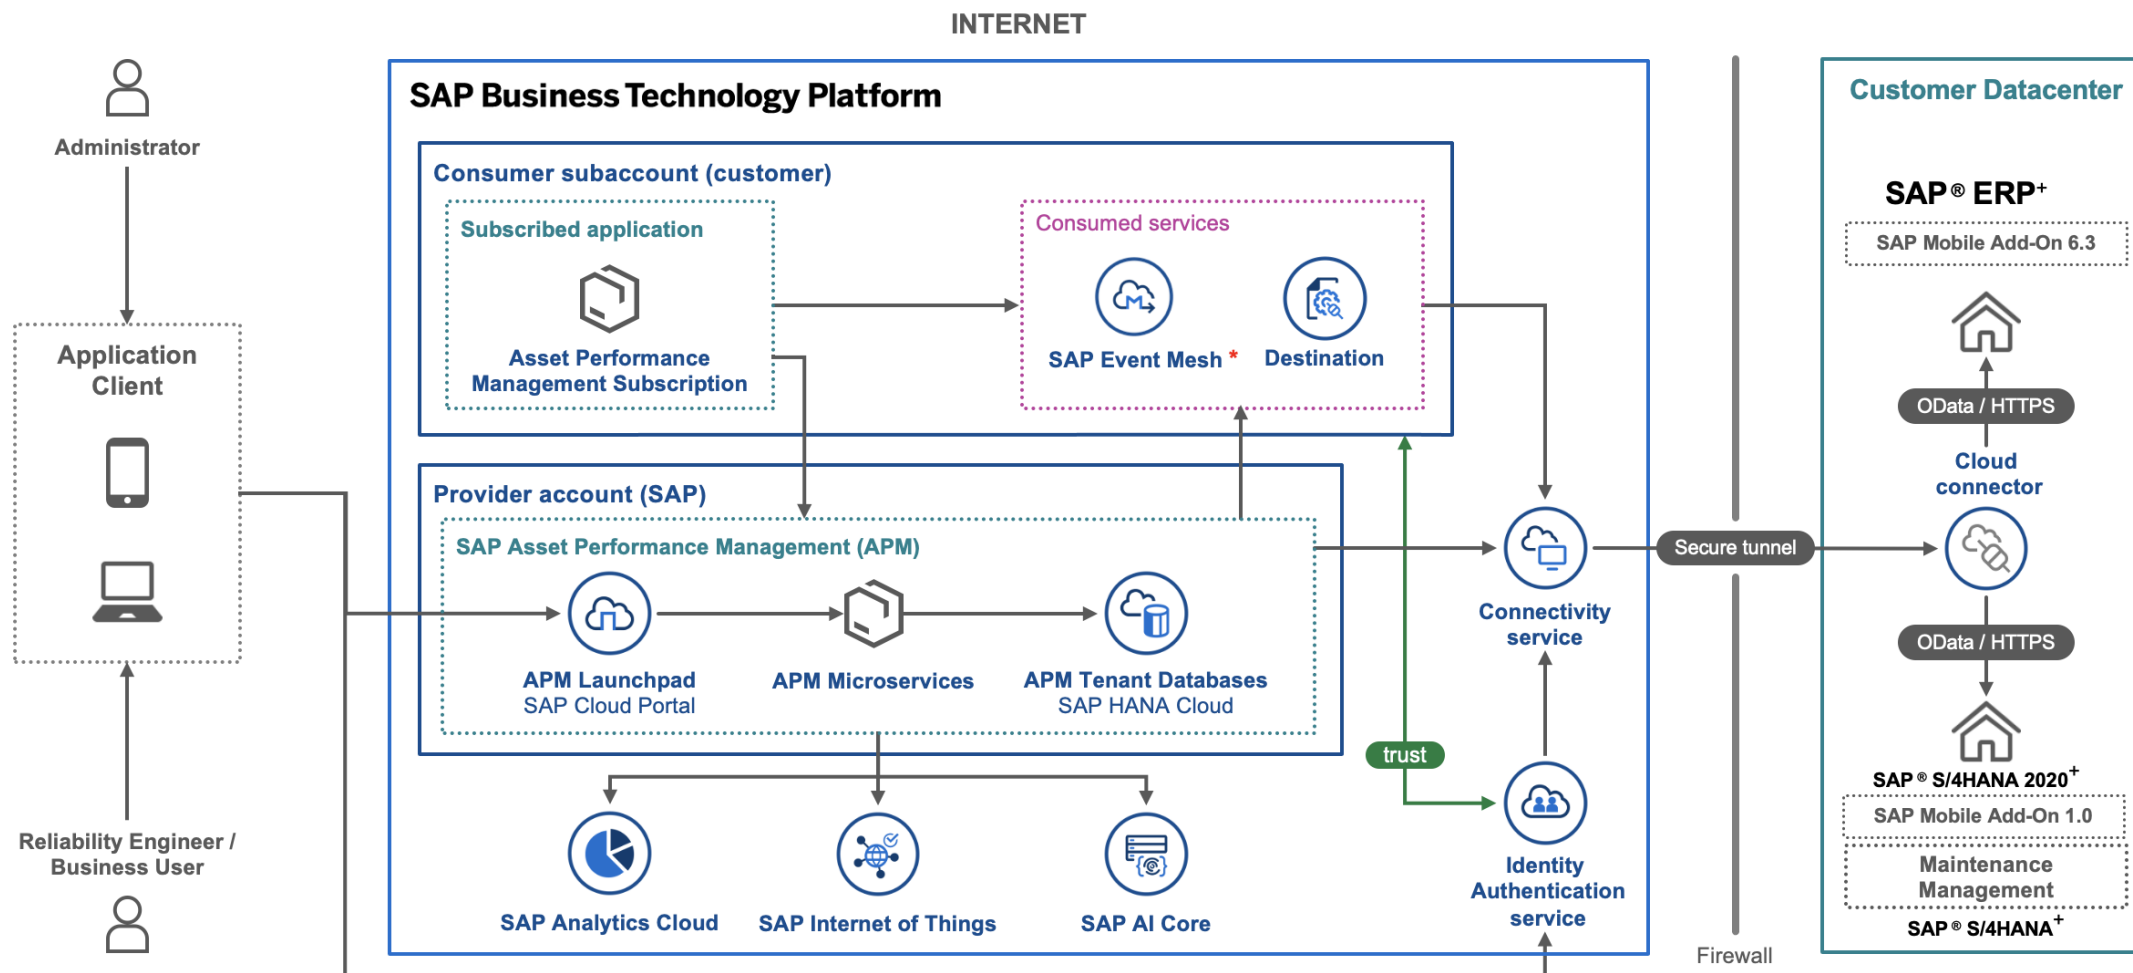 INTERNET
Administrator
Application
Client
Reliability Engineer /
Business User
SAP Business Technology Platform
Consumer subaccount (customer)
Subscribed application
Asset Performance
Management Subscription
Consumed services
SAP Event Mesh *
Destination
Provider account (SAP)
SAP Asset Performance Management (APM)
APM Launchpad
SAP Cloud Portal
APM Microservices
APM Tenant Databases
SAP HANA Cloud
SAP Analytics Cloud
SAP Internet of Things
SAP AI Core
trust
Connectivity
service
Identity
Authentication
service
Secure tunnel
Firewall
Customer Datacenter
SAP® ERP+
SAP Mobile Add-On 6.3
OData / HTTPS
Cloud
connector
OData / HTTPS
SAP® S/4HANA 2020+
SAP Mobile Add-On 1.0
Maintenance
Management
SAP® S/4HANA+